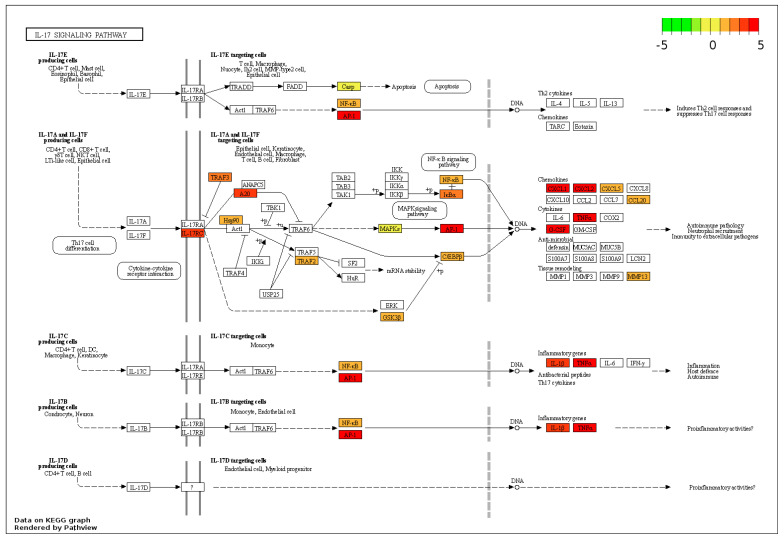 IL-17 SIGNALING PATHWAY
-5 0 5
IL-17E
producing cells
CD4+ T cell, Mast cell,
Eosinophil, Basophil,
Epithelial cell
IL-17E
IL-17RA
IL-17RB
IL-17E targeting cells
T cell, Macrophage,
Nuocyte, Th2 cell, MMP-type2 cell,
Epithelial cell
TRADD
FADD
Casp
Apoptosis
Apoptosis
Act1
TRAF6
NF-κB
AP-1
DNA
Th2 cytokines
IL-4
IL-5
IL-13
Chemokines
TARC
Eotaxin
Induces Th2 cell responses and
suppresses Th17 cell responses
IL-17A and IL-17F
producing cells
CD4+ T cell, CD8+ T cell,
γδT cell, NKT cell,
LTi-like cell, Epithelial cell
IL-17A
IL-17F
Th17 cell
differentiation
Cytokine-cytokine
receptor interaction
IL-17RA
IL-17RC
IL-17A and IL-17F
targeting cells
Epithelial cell, Keratinocyte,
Endothelial cell, Macrophage,
T cell, B cell, Fibroblast
TRAF3
ANAPC5
A20
TBK1
+p
Hsp90
Act1
TRAF6
IKKi
TRAF4
TRAF5
TRAF2
USP25
SF2
HuR
mRNA stability
TAB2
TAB3
TAK1
+p
IKK
IKKγ
IKKα
IKKβ
+p
NF-κB signaling
pathway
NF-κB
IκBα
MAPK signaling
pathway
MAPKs
AP-1
C/EBPβ
+p
ERK
GSK3β
DNA
Chemokines
CXCL1
CXCL2
CXCL5
CXCL8
CXCL10
CCL2
CCL7
CCL20
Cytokines
IL-6
TNFα
COX2
G-CSF
GM-CSF
Anti-microbial
defensin
MUC5AC
MUC5B
S100A7
S100A8
S100A9
LCN2
Tissue remodeling
MMP1
MMP3
MMP9
MMP13
Autoimmune pathology
Neutrophil recruitment
Immunity to extracellular pathogens
IL-17C
producing cells
CD4+ T cell, DC,
Macrophage, Keratinocyte
IL-17C
IL-17RA
IL-17RE
IL-17C targeting cells
Monocyte
Act1
TRAF6
NF-κB
AP-1
DNA
Inflammatory genes
IL-1β
TNFα
IL-6
IFN-γ
Antibacterial peptides
Th17 cytokines
Inflammation
Host defence
Autoimmune
IL-17B
producing cells
Condrocyte, Neuron
IL-17B
IL-17RB
IL-17RB
IL-17B targeting cells
Monocyte, Endothelial cell
Act1
TRAF6
NF-κB
AP-1
DNA
Inflammatory genes
IL-1β
TNFα
Proinflammatory activities?
IL-17D
producing cells
CD4+ T cell, B cell
IL-17D
?
IL-17D targeting cells
Endothelial cell, Myeloid progenitor
DNA
Proinflammatory activities?
Data on KEGG graph
Rendered by Pathview